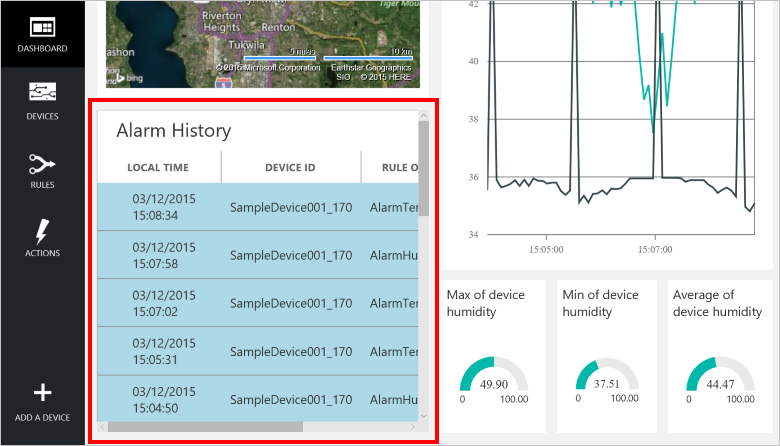 DASHBOARD
DEVICES
RULES
ACTIONS
ADD A DEVICE
Riverton
Heights
Renton
Tukwila
Tiger Mou
ashon
5 miles
10 km
© 2015 Microsoft Corporation
Earthstar Geographics
SIO
© 2015 HERE
bing
Alarm History
LOCAL TIME DEVICE ID RULE O
03/12/2015
15:08:34
SampleDevice001_170 AlarmTer
03/12/2015
15:07:58
SampleDevice001_170 AlarmHu
03/12/2015
15:07:02
SampleDevice001_170 AlarmTer
03/12/2015
15:05:31
SampleDevice001_170 AlarmTer
03/12/2015
15:04:50
SampleDevice001_170 AlarmHu
42
40
38
36
34
15:05:00 15:07:00
Max of device
humidity
49.90
0 100.00
Min of device
humidity
37.51
0 100.00
Average of
device humidity
44.47
0 100.00